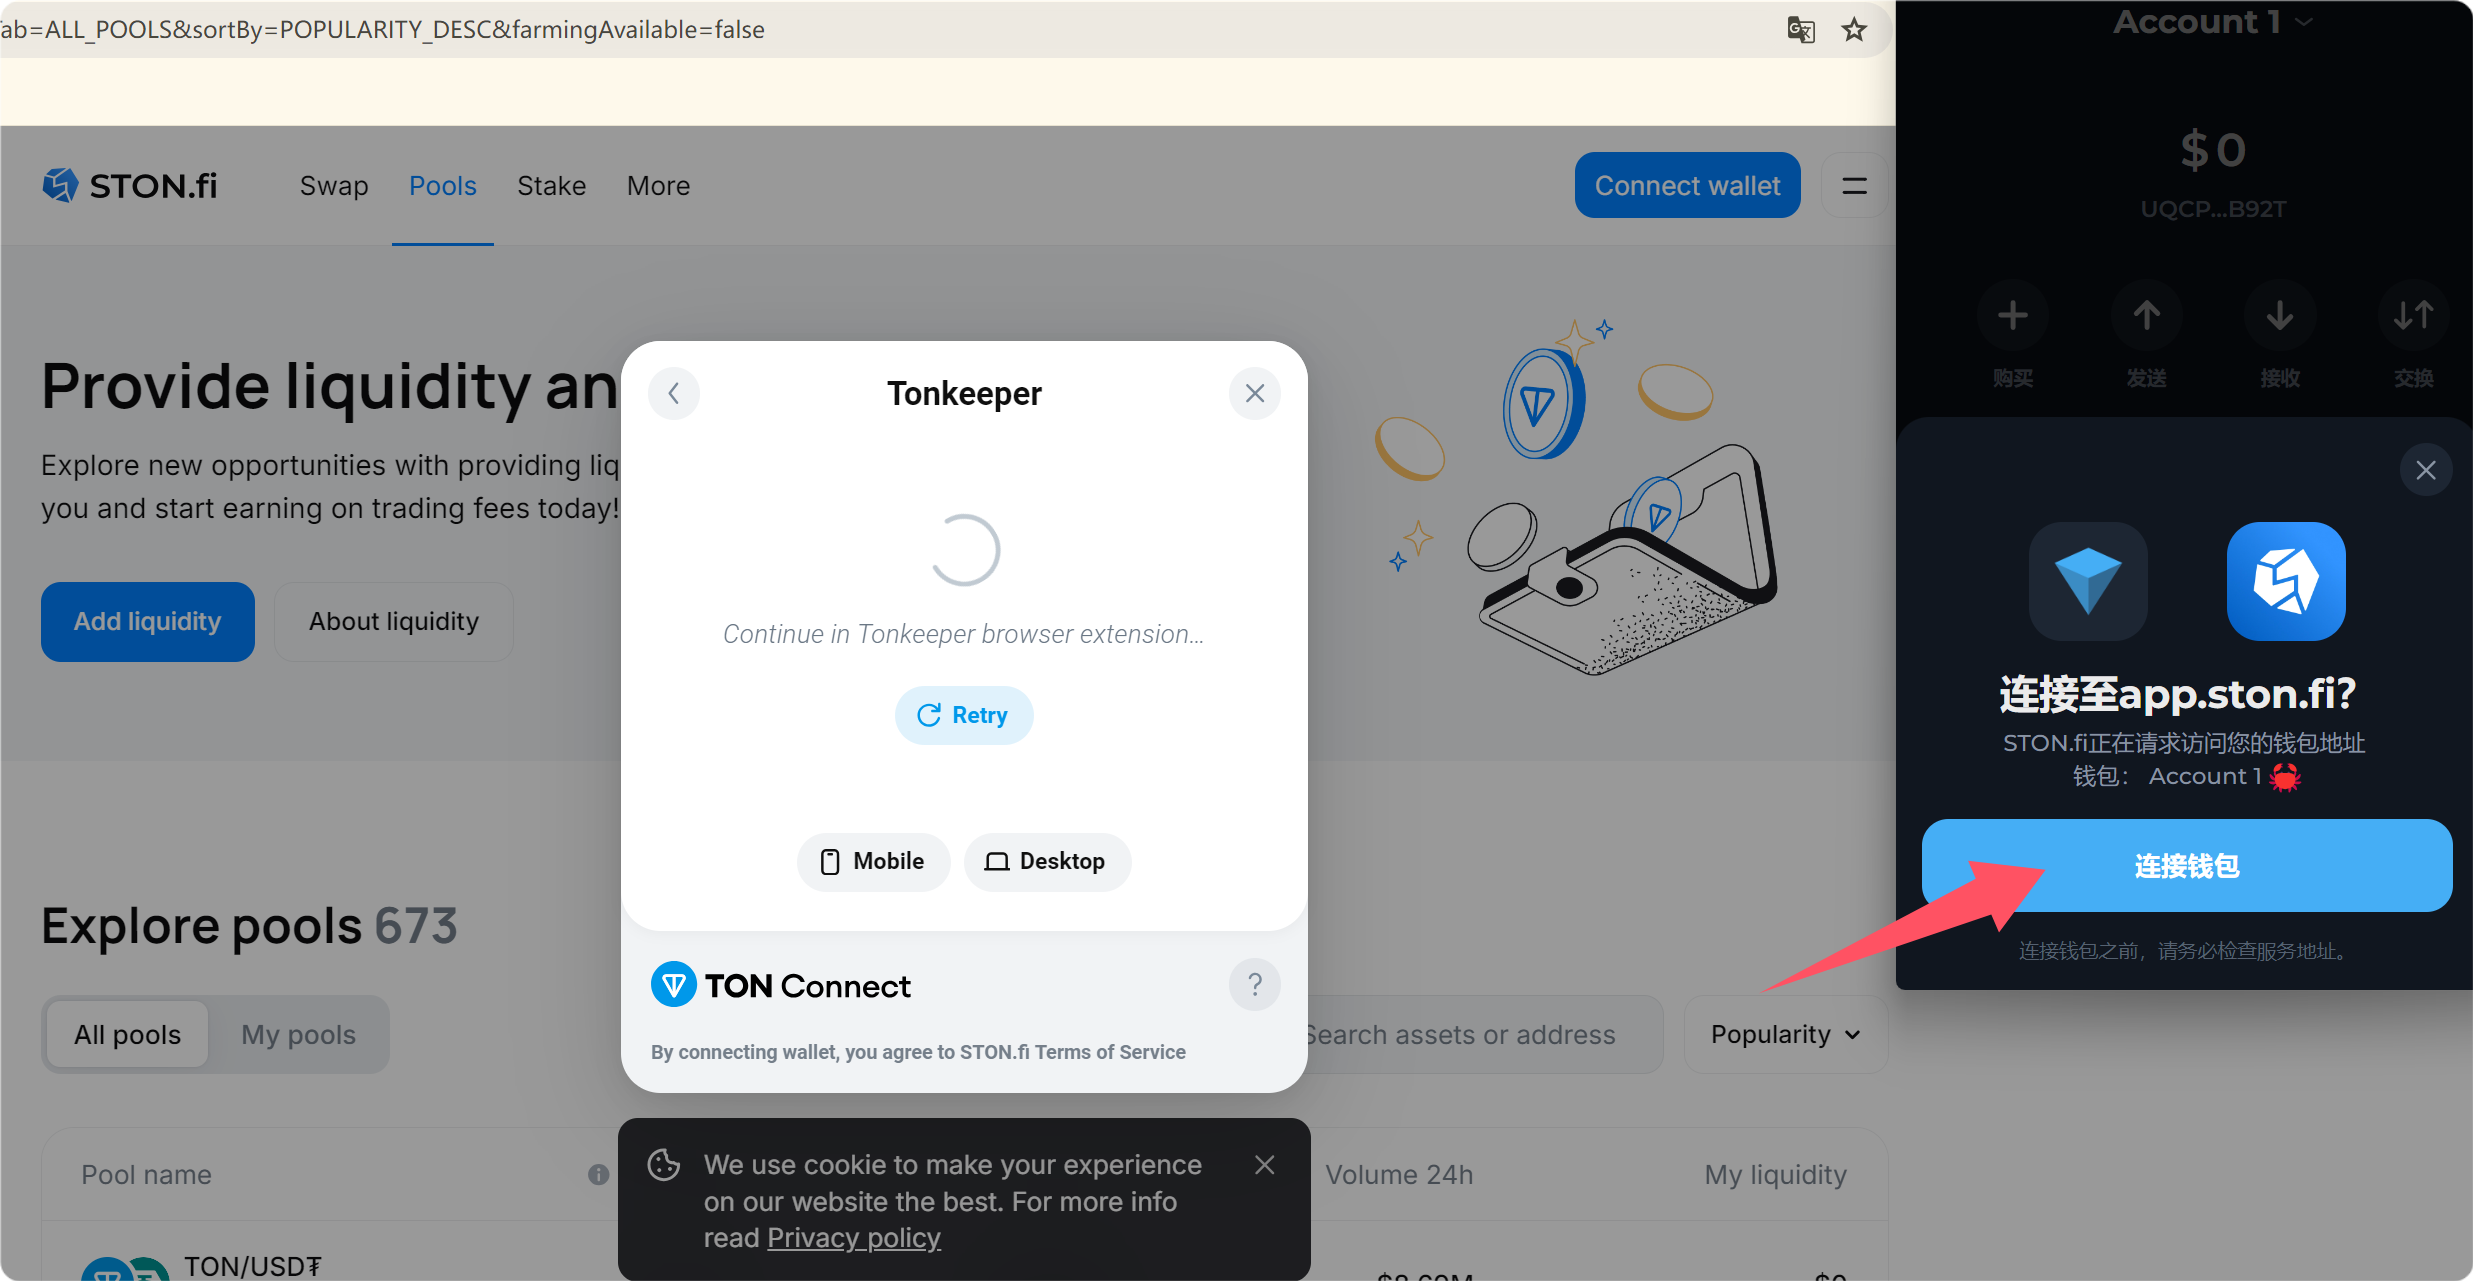 ab=ALL_POOLS&sortBy=POPULARITY_DESC&farmingAvailable=false
STON.fi
Swap
Pools
Stake
More
Connect wallet
Provide liquidity an
Explore new opportunities with providing liq
you and start earning on trading fees today!
Add liquidity
About liquidity
Explore pools 673
All pools
My pools
Search assets or address
Popularity
Pool name
Volume 24h
My liquidity
TON/USD₮
Tonkeeper
Continue in Tonkeeper browser extension...
Retry
Mobile
Desktop
TON Connect
?
By connecting wallet, you agree to STON.fi Terms of Service
We use cookie to make your experience
on our website the best. For more info
read Privacy policy
Account 1
$0
UQCP...B92T
购买
发送
接收
交换
连接至app.ston.fi?
STON.fi正在请求访问您的钱包地址
钱包： Account 1
连接钱包
连接钱包之前，请务必检查服务地址。